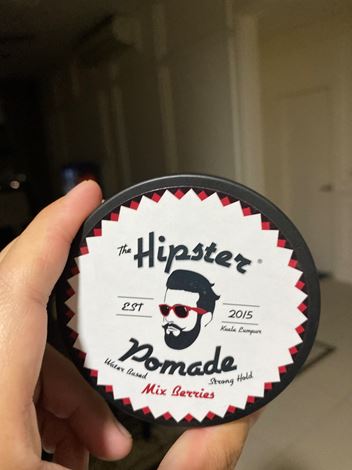 The Hipster®
EST 2015
Kuala Lumpur
Pomade
Water Based Strong Hold
Mix Berries